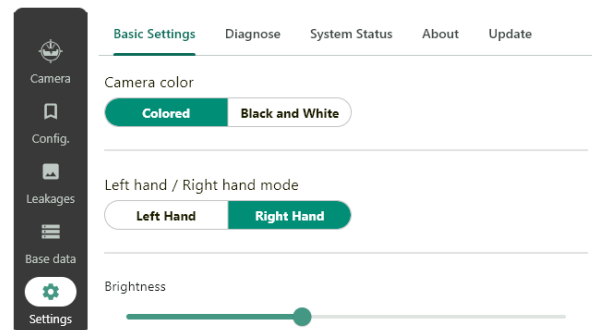 Basic Settings Diagnose System Status About Update
Camera
Config.
Leakages
Base data
Settings
Camera color
Colored Black and White
Left hand / Right hand mode
Left Hand Right Hand
Brightness